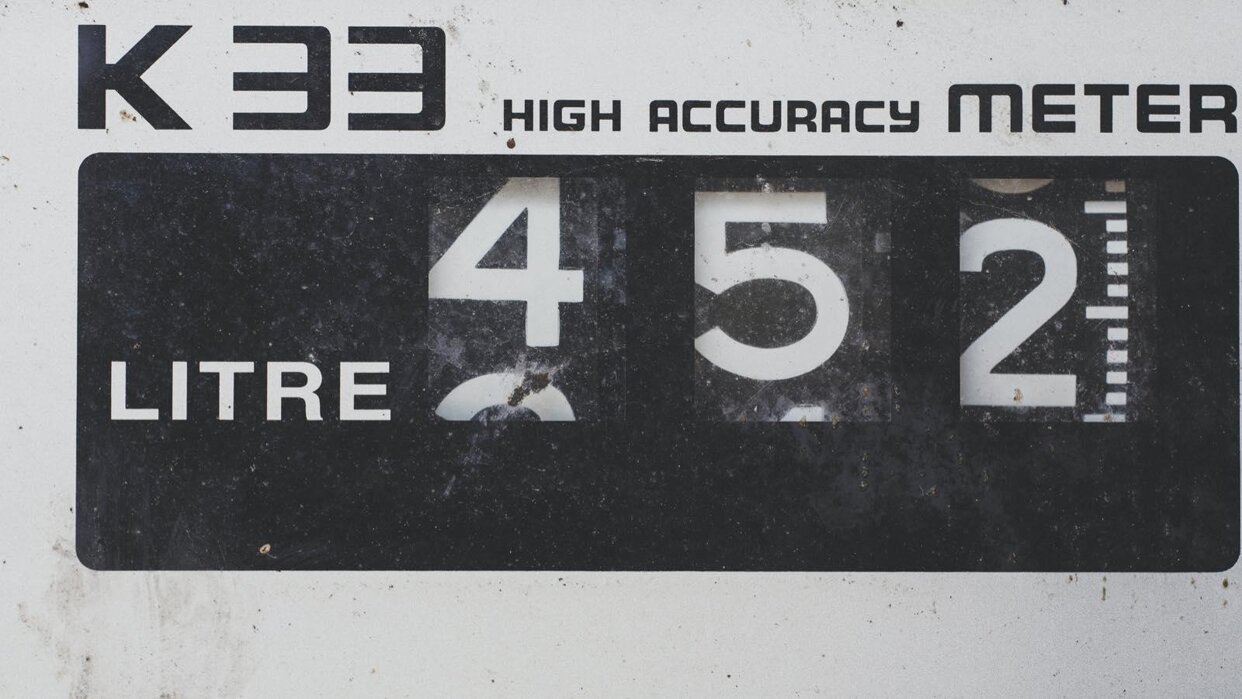 K33 HIGH ACCURACY METER
LITRE 452